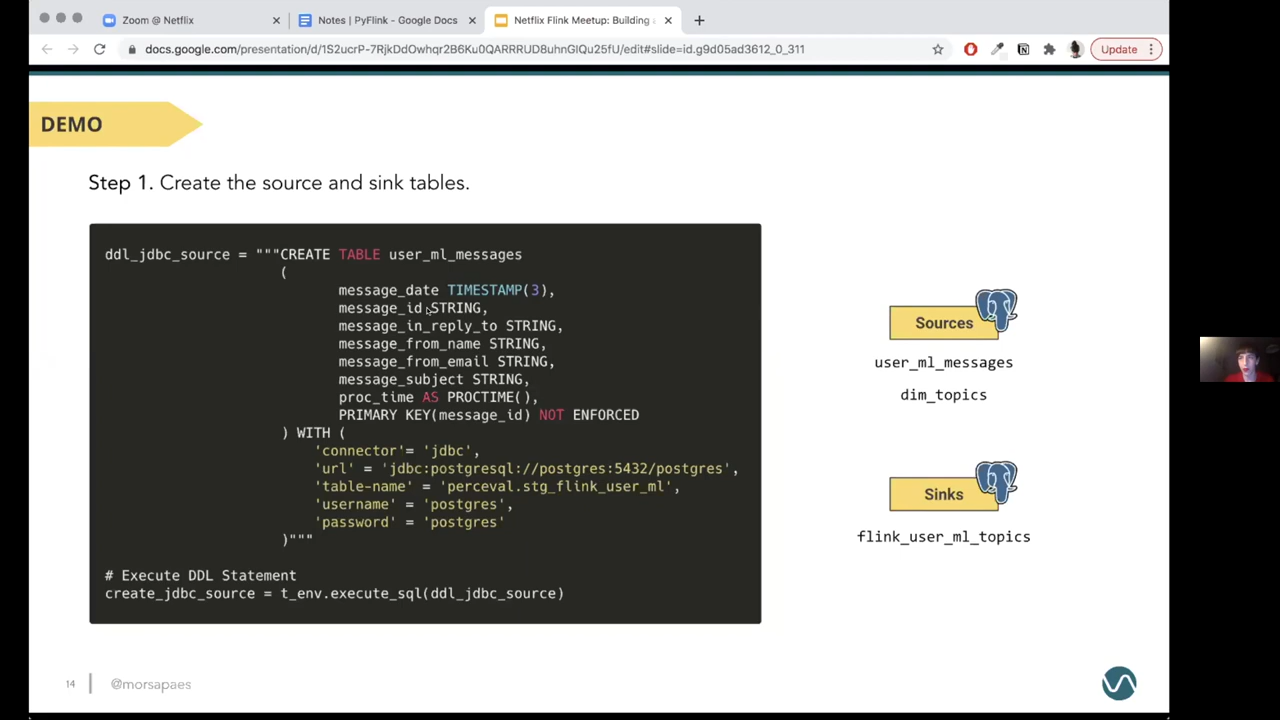 Zoom @ Netflix
Notes | PyFlink - Google Docs
Netflix Flink Meetup: Building
docs.google.com/presentation/d/1S2ucrP-7RjkDdOwhqr2B6Ku0QARRRUD8uhnGlQu25fU/edit#slide=id.g9d05ad3612_0_311
Update
DEMO
Step 1. Create the source and sink tables.
ddl_jdbc_source = """CREATE TABLE user_ml_messages
(
message_date TIMESTAMP(3),
message_id STRING,
message_in_reply_to STRING,
message_from_name STRING,
message_from_email STRING,
message_subject STRING,
proc_time AS PROCTIME(),
PRIMARY KEY(message_id) NOT ENFORCED
) WITH (
'connector'= 'jdbc',
'url' = 'jdbc:postgresql://postgres:5432/postgres',
'table-name' = 'perceval.stg_flink_user_ml',
'username' = 'postgres',
'password' = 'postgres'
)"""
# Execute DDL Statement
create_jdbc_source = t_env.execute_sql(ddl_jdbc_source)
Sources
user_ml_messages
dim_topics
Sinks
flink_user_ml_topics
14
@morsapaes